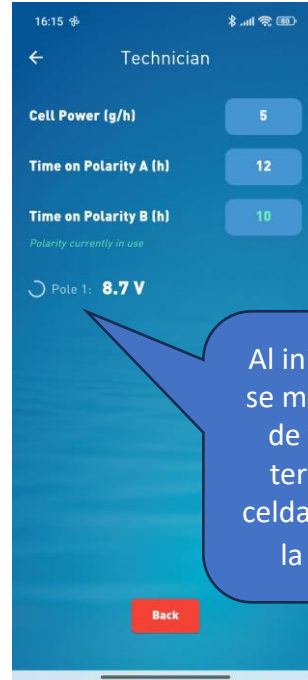 16:15
80
Technician
Cell Power (g/h) 5
Time on Polarity A (h) 12
Time on Polarity B (h) 10
Polarity currently in use
Pole 1: 8.7 V
Al in
se m
de
ter
celda
la
Back